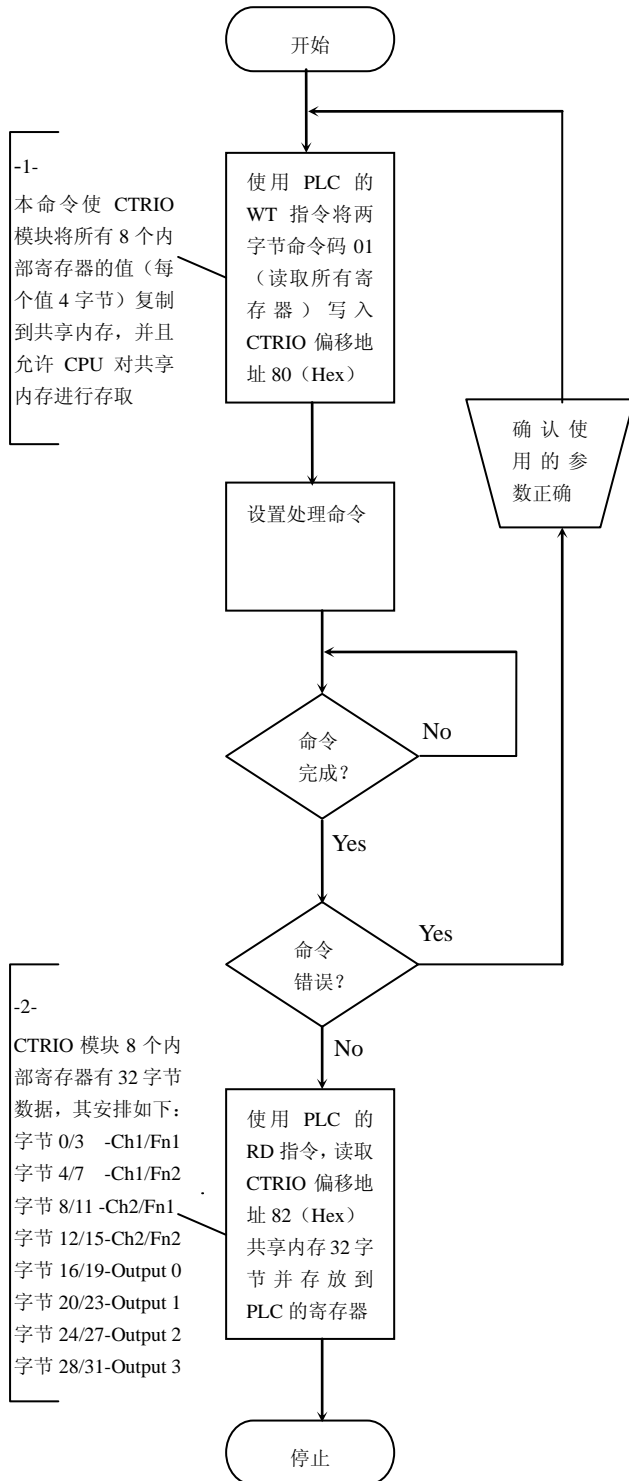 开始
-1-
本命令使 CTRIO
模块将所有 8 个内
部寄存器的值（每
个值 4 字节）复制
到共享内存，并且
允许 CPU 对共享
内存进行存取
使用 PLC 的
WT 指令将两
字节命令码 01
（读取所有寄
存器）写入
CTRIO 偏移地
址 80（Hex）
确认使
用的参
数正确
设置处理命令
命令
完成？
No
Yes
命令
错误？
Yes
No
-2-
CTRIO 模块 8 个内
部寄存器有 32 字节
数据，其安排如下：
字节 0/3 -Ch1/Fn1
字节 4/7 -Ch1/Fn2
字节 8/11 -Ch2/Fn1
字节 12/15-Ch2/Fn2
字节 16/19-Output 0
字节 20/23-Output 1
字节 24/27-Output 2
字节 28/31-Output 3
使用 PLC 的
RD 指令，读取
CTRIO 偏移地
址 82（Hex）
共享内存 32 字
节并存放到
PLC 的寄存器
停止